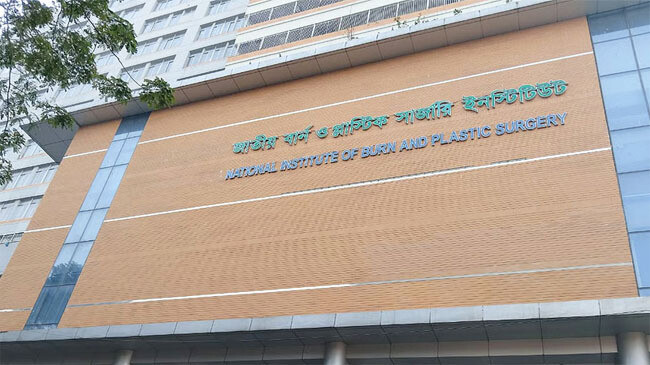 জাতীয় বার্ন ও প্লাস্টিক সার্জারি ইনস্টিটিউট
NATIONAL INSTITUTE OF BURN AND PLASTIC SURGERY